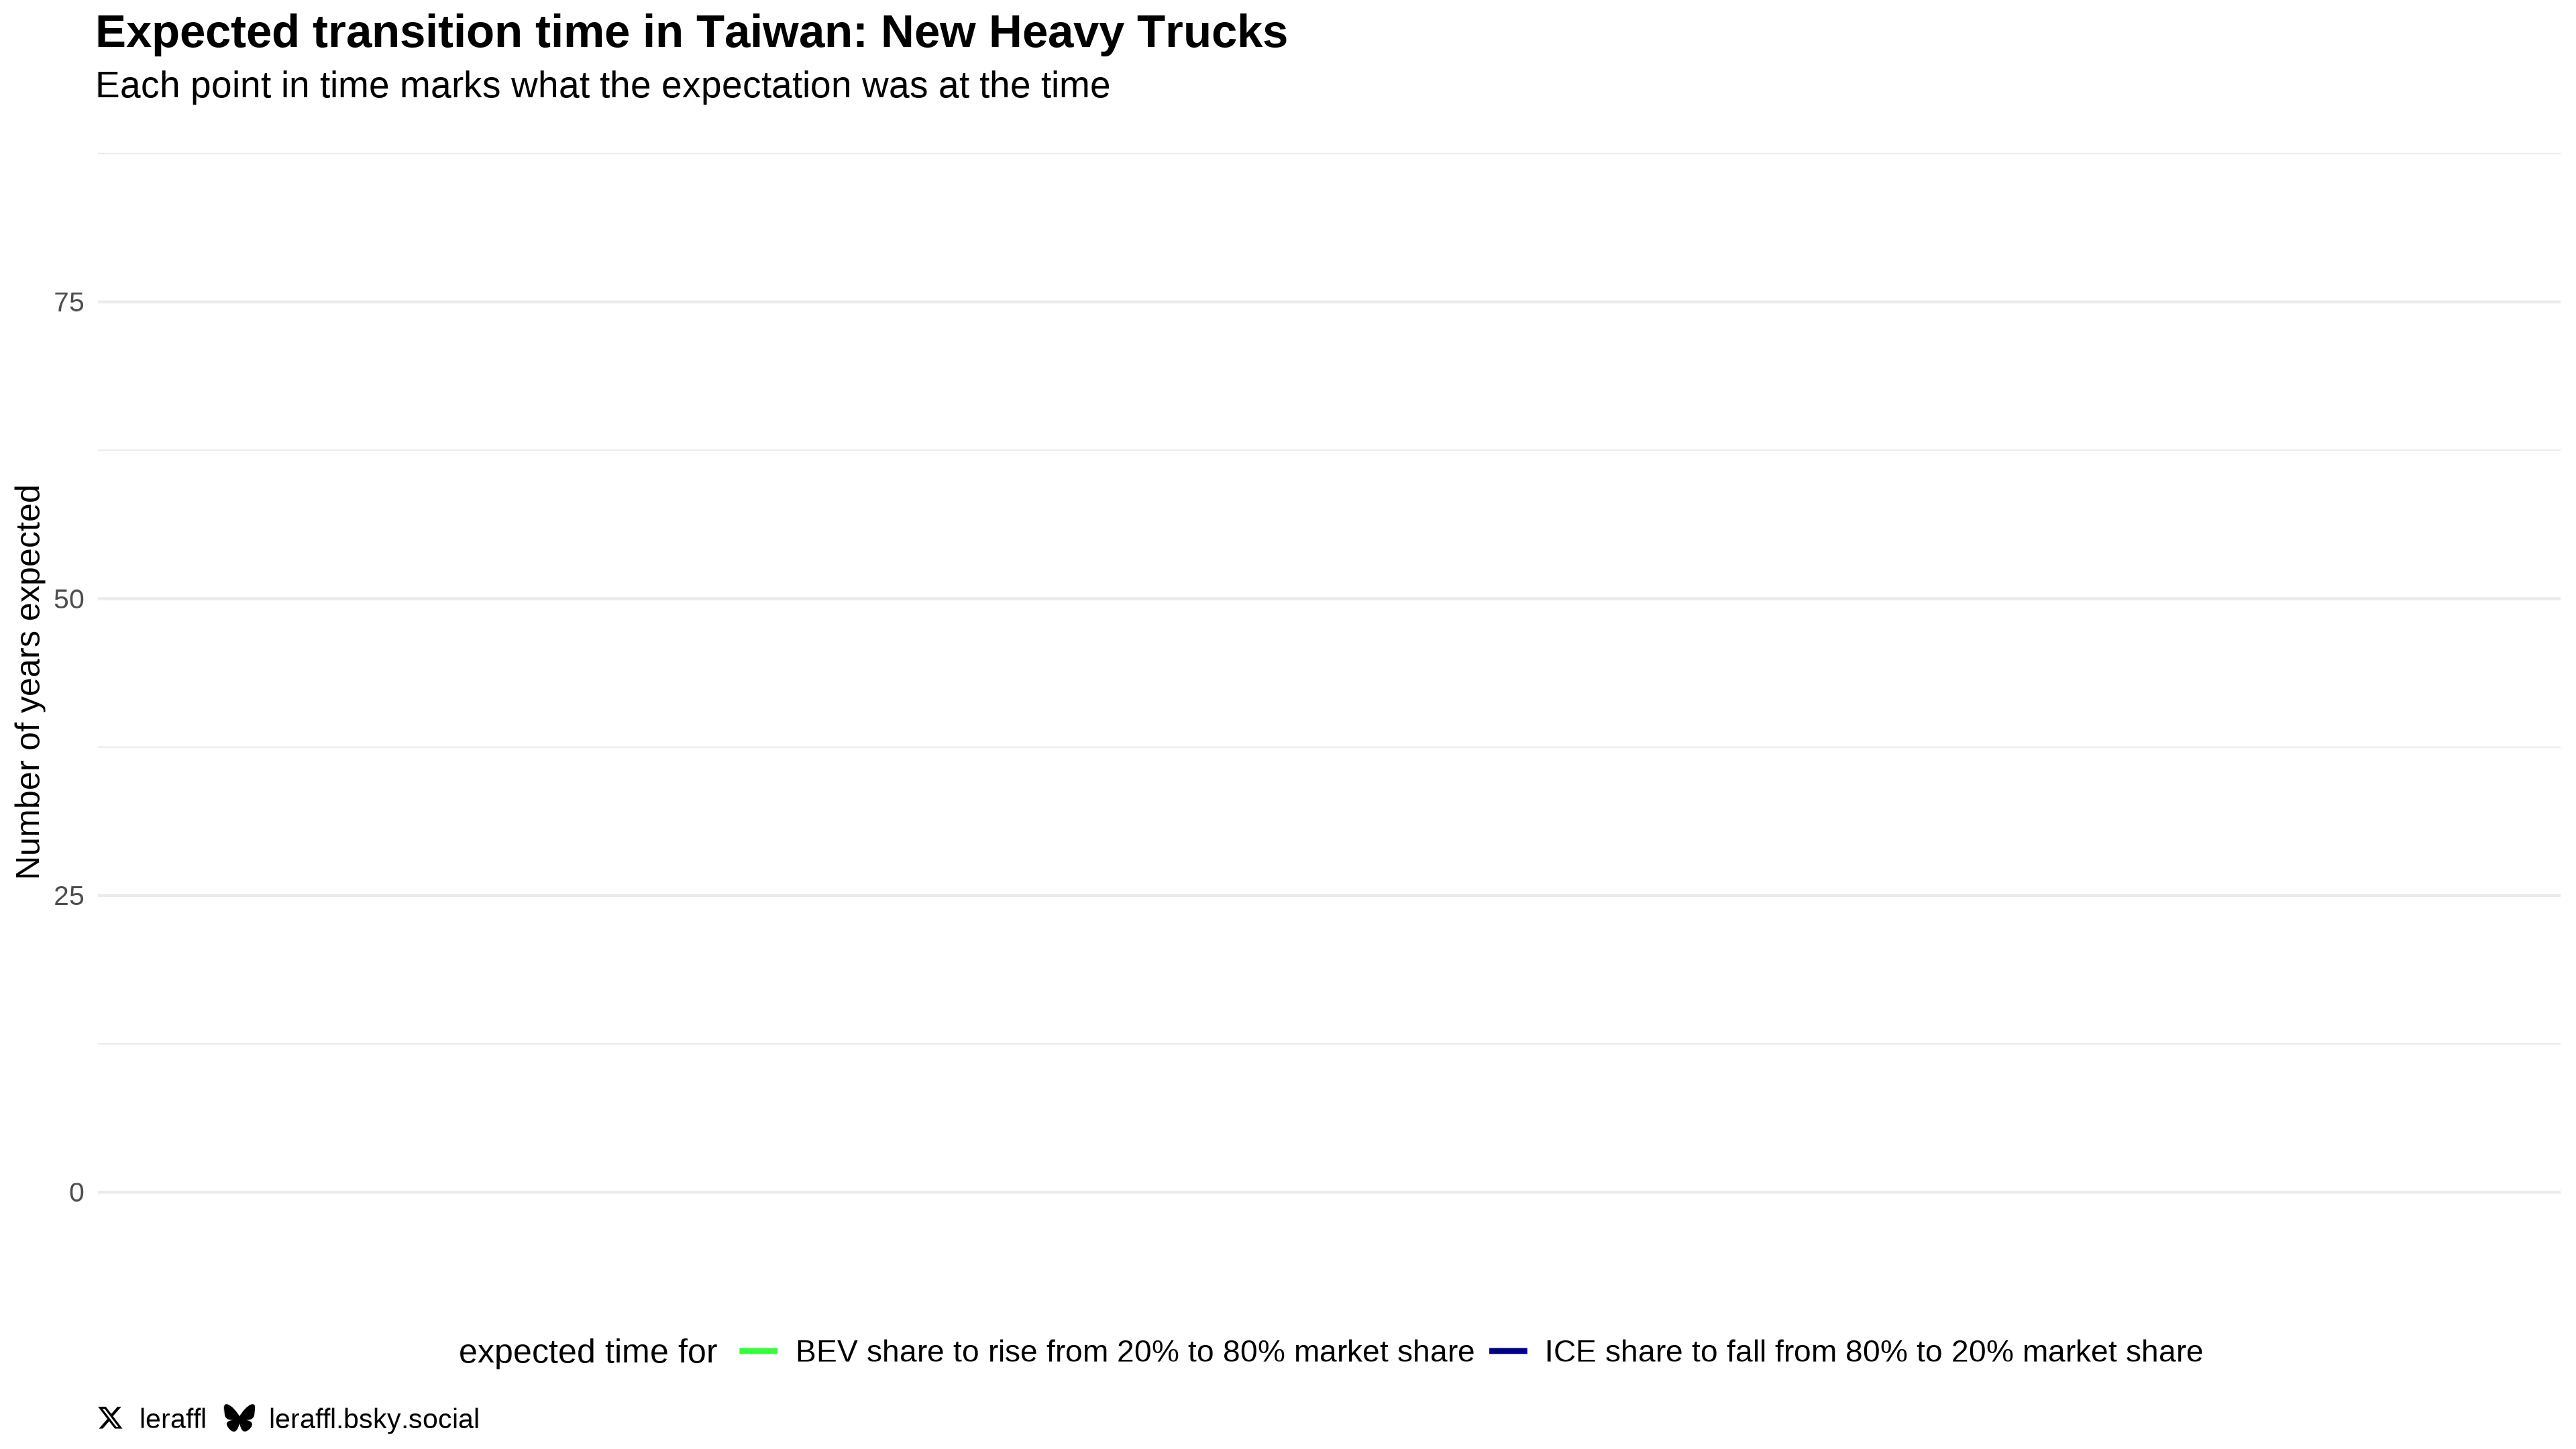 Expected transition time in Taiwan: New Heavy Trucks
Each point in time marks what the expectation was at the time
Number of years expected
75
50
25
0
expected time for BEV share to rise from 20% to 80% market share ICE share to fall from 80% to 20% market share
leraffl leraffl.bsky.social